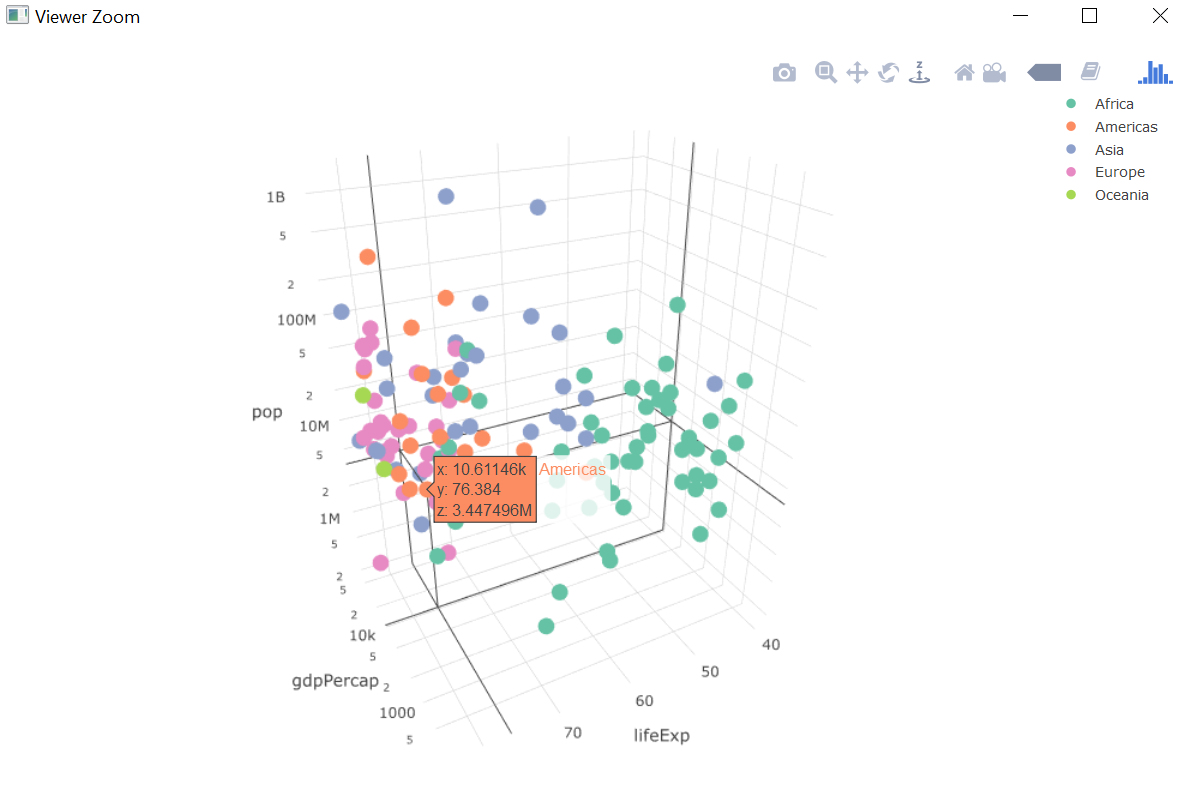 Viewer Zoom
z
Africa
Americas
Asia
Europe
Oceania
1B
5
2
100M
5
2
pop
10M
5
x: 10.61146k
y: 76.384
z: 3.447496M
Americas
2
1M
5
2
5
2
10k
5
gdpPercap
2
1000
5
40
50
60
70
lifeExp